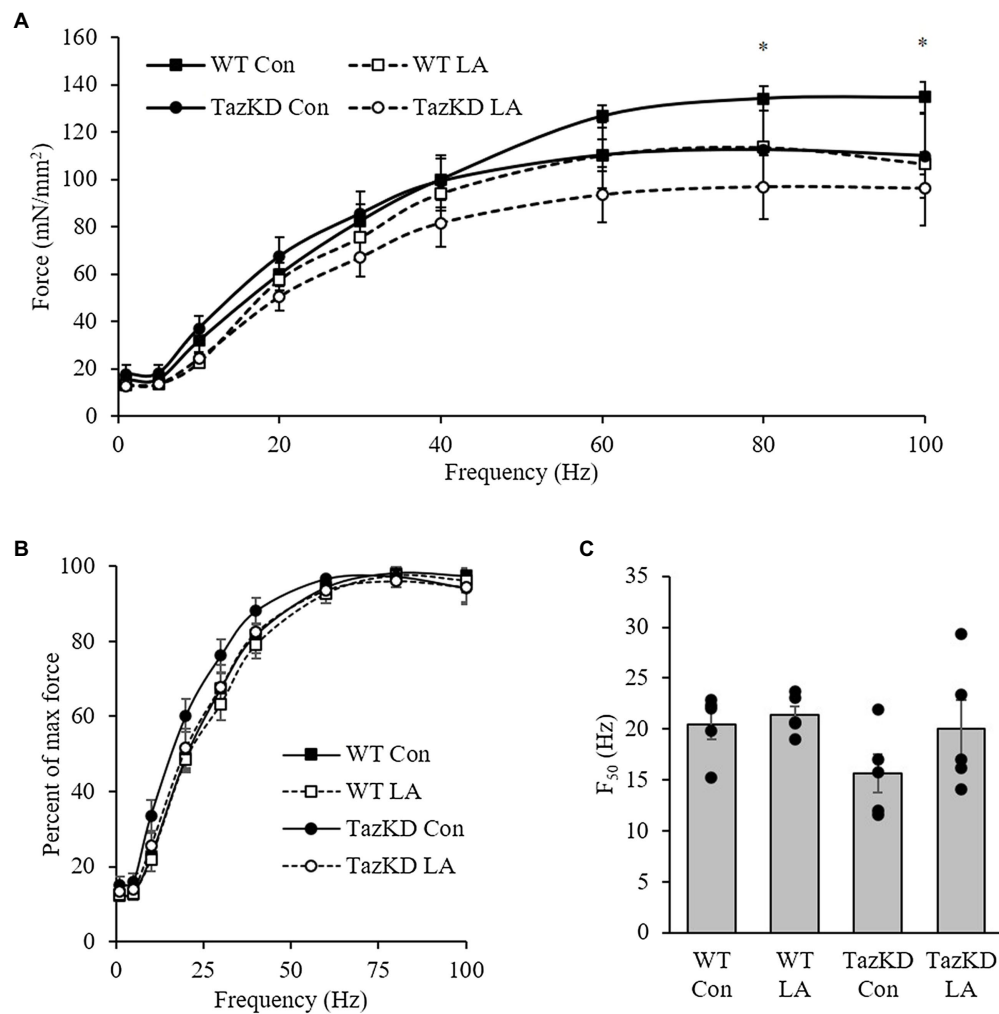 A
160
140
120
100
80
60
40
20
0
Force (mN/mm²)
WT Con
WT LA
TazKD Con
TazKD LA
*
*
0 20 40 60 80 100
Frequency (Hz)
B
100
80
60
40
20
0
Percent of max force
WT Con
WT LA
TazKD Con
TazKD LA
0 25 50 75 100
Frequency (Hz)
C
35
30
25
20
15
10
5
0
F₅₀ (Hz)
WT WT TazKD TazKD
Con LA Con LA